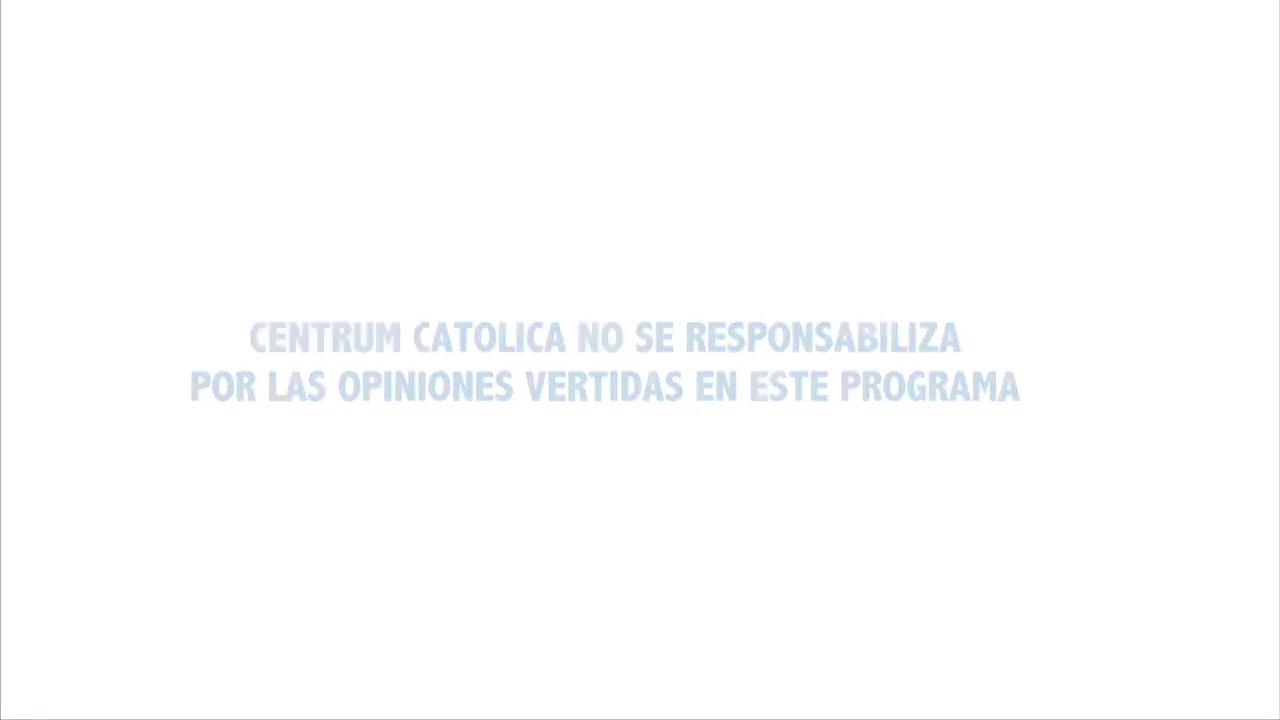 CENTRUM CATOLICA NO SE RESPONSABILIZA
POR LAS OPINIONES VERTIDAS EN ESTE PROGRAMA